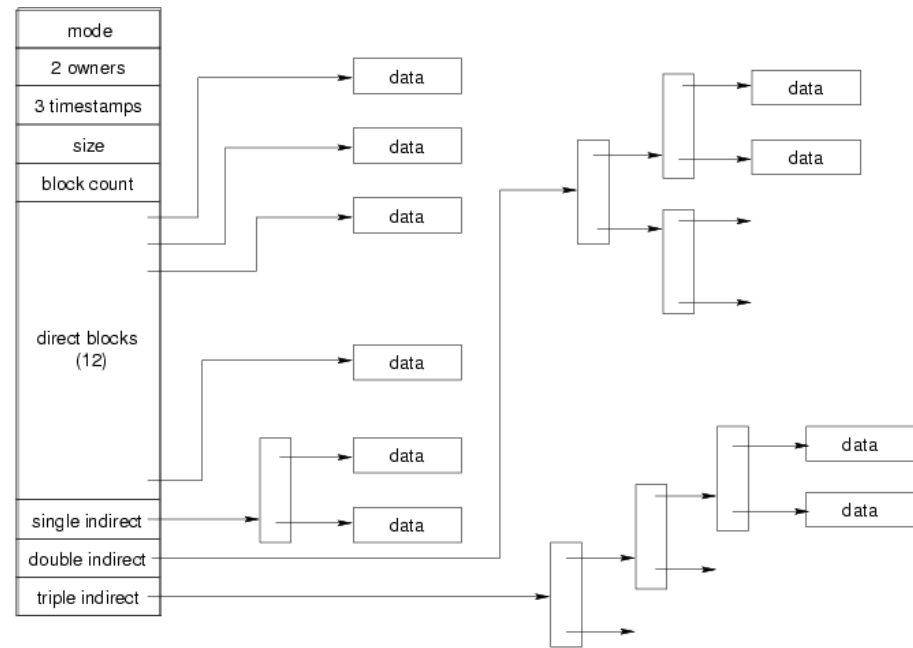 mode
2 owners
3 timestamps
size
block count
direct blocks
(12)
single indirect
double indirect
triple indirect
data
data
data
data
data
data
data
data
data
data